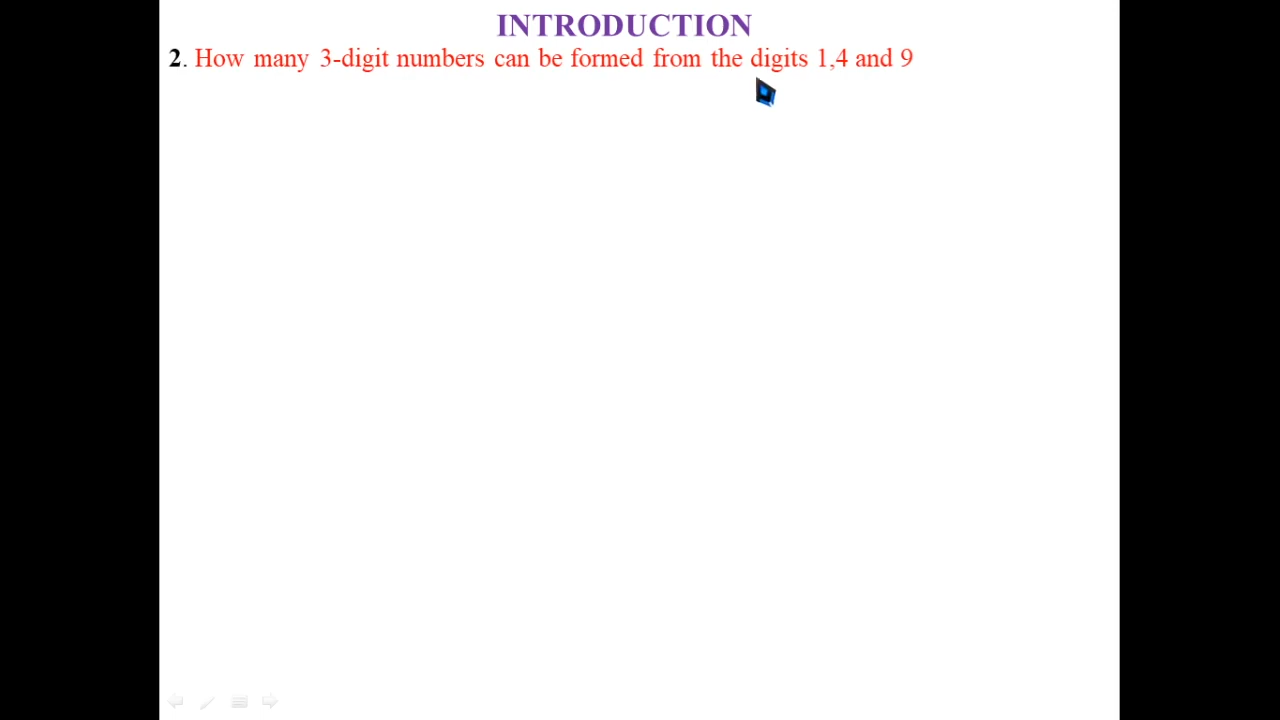 INTRODUCTION
2. How many 3-digit numbers can be formed from the digits 1,4 and 9